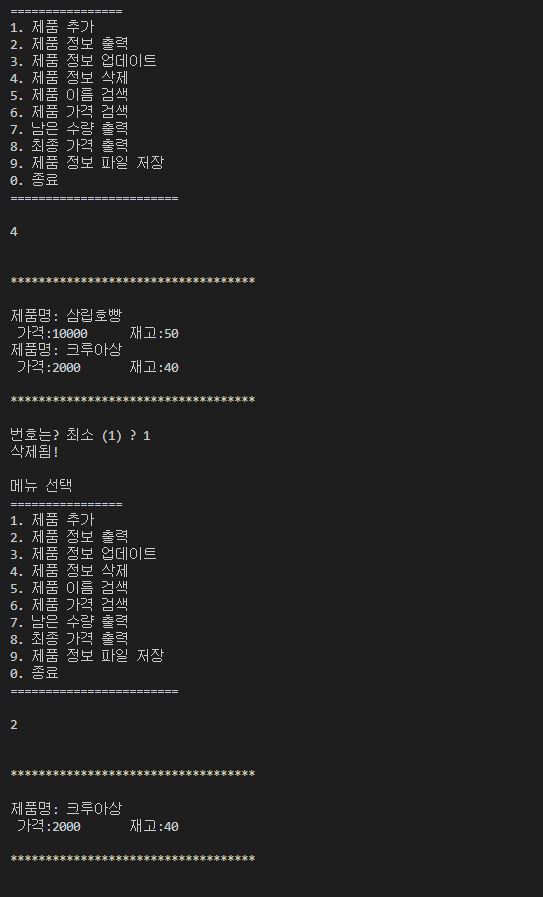 ================
1. 제품 추가
2. 제품 정보 출력
3. 제품 정보 업데이트
4. 제품 정보 삭제
5. 제품 이름 검색
6. 제품 가격 검색
7. 남은 수량 출력
8. 최종 가격 출력
9. 제품 정보 파일 저장
0. 종료
========================
4
***********************************
제품명: 삼립호빵
가격:10000 재고:50
제품명: 크루아상
가격:2000 재고:40
***********************************
번호는? 최소 (1) ? 1
삭제됨!
메뉴 선택
================
1. 제품 추가
2. 제품 정보 출력
3. 제품 정보 업데이트
4. 제품 정보 삭제
5. 제품 이름 검색
6. 제품 가격 검색
7. 남은 수량 출력
8. 최종 가격 출력
9. 제품 정보 파일 저장
0. 종료
========================
2
***********************************
제품명: 크루아상
가격:2000 재고:40
***********************************